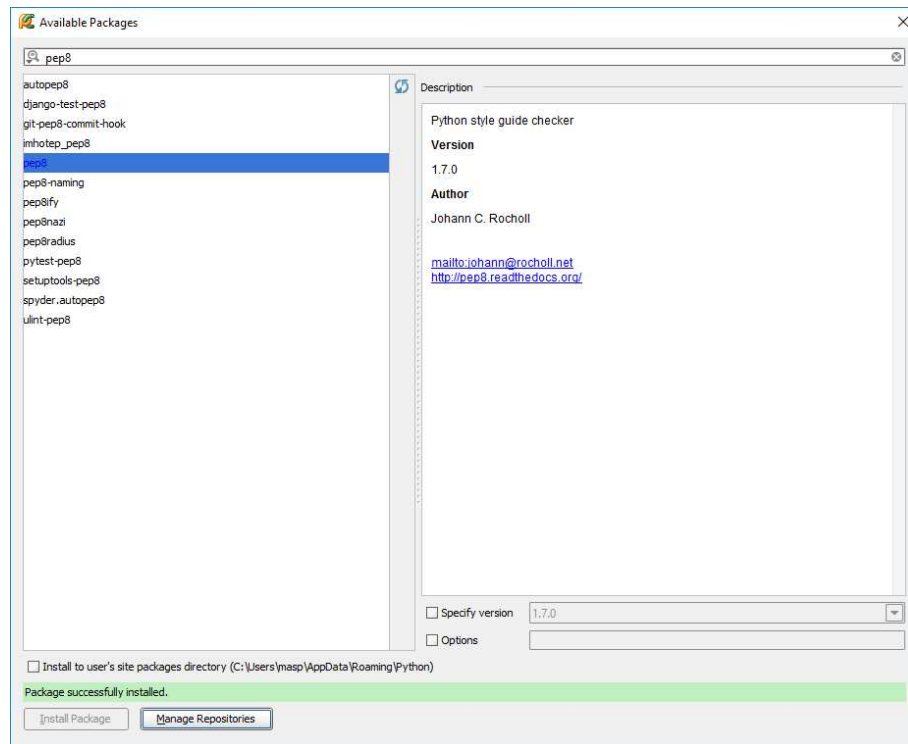 Available Packages
pep8
autopep8
django-test-pep8
git-pep8-commit-hook
imhotep_pep8
pep8
pep8-naming
pep8ify
pep8nazi
pep8radius
pytest-pep8
setuptools-pep8
spyder.autopep8
ulint-pep8
Description
Python style guide checker
Version
1.7.0
Author
Johann C. Rocholl
mailto:johann@rocholl.net
http://pep8.readthedocs.org/
Specify version 1.7.0
Options
Install to user's site packages directory (C:\Users\masp\AppData\Roaming\Python)
Package successfully installed.
Install Package Manage Repositories